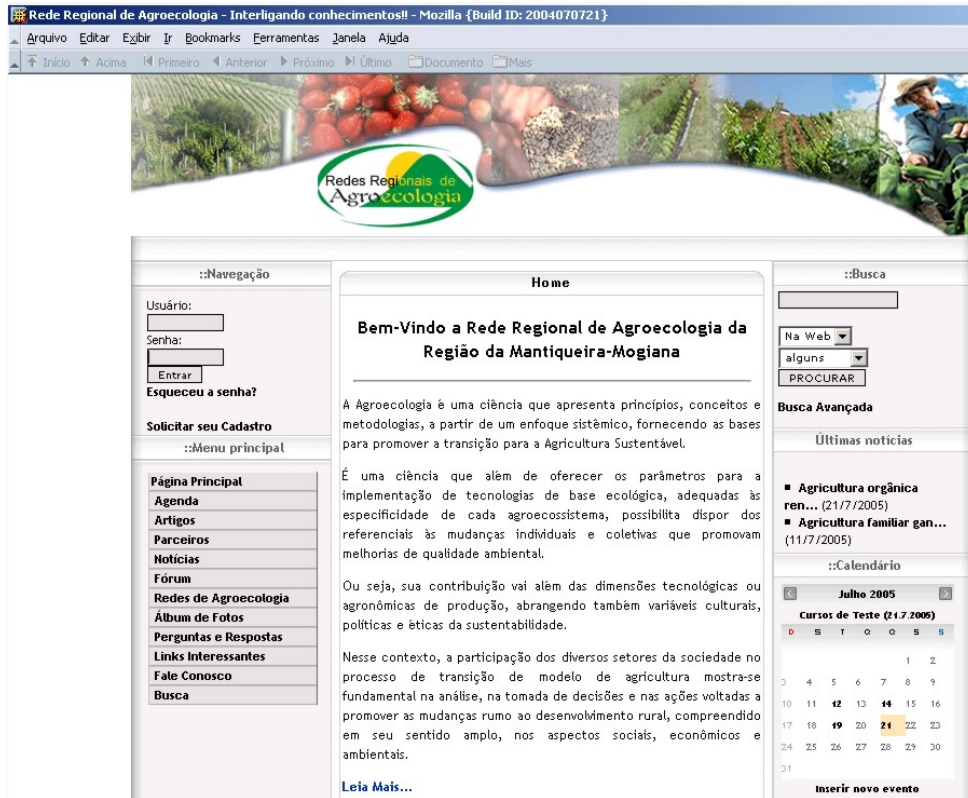 Rede Regional de Agroecologia - Interligando conhecimentos!! - Mozilla {Build ID: 2004070721}
Arquivo Editar Exibir Ir Bookmarks Ferramentas Janela Ajuda
Início Acima Primeiro Anterior Próximo Último Documento Mais
Redes Regionais de
Agroecologia
::Navegação
Usuário:
Senha:
Entrar
Esqueceu a senha?
Solicitar seu Cadastro
::Menu principal
Página Principal
Agenda
Artigos
Parceiros
Notícias
Fórum
Redes de Agroecologia
Álbum de Fotos
Perguntas e Respostas
Links Interessantes
Fale Conosco
Busca
Home
Bem-Vindo a Rede Regional de Agroecologia da
Região da Mantiqueira-Mogiana
A Agroecologia é uma ciência que apresenta princípios, conceitos e
metodologias, a partir de um enfoque sistêmico, fornecendo as bases
para promover a transição para a Agricultura Sustentável.
É uma ciência que além de oferecer os parâmetros para a
implementação de tecnologias de base ecológica, adequadas às
especificidade de cada agroecossistema, possibilita dispor dos
referenciais às mudanças individuais e coletivas que promovam
melhorias de qualidade ambiental.
Ou seja, sua contribuição vai além das dimensões tecnológicas ou
agronômicas de produção, abrangendo também variáveis culturais,
políticas e éticas da sustentabilidade.
Nesse contexto, a participação dos diversos setores da sociedade no
processo de transição de modelo de agricultura mostra-se
fundamental na análise, na tomada de decisões e nas ações voltadas a
promover as mudanças rumo ao desenvolvimento rural, compreendido
em seu sentido amplo, nos aspectos sociais, econômicos e
ambientais.
Leia Mais...
::Busca
Na Web
alguns
PROCURAR
Busca Avançada
Últimas notícias
Agricultura orgânica
ren... (21/7/2005)
Agricultura familiar gan...
(11/7/2005)
::Calendário
Julho 2005
Cursos de Teste (21.7.2005)
D S T Q Q S S
1 2
3 4 5 6 7 8 9
10 11 12 13 14 15 16
17 18 19 20 21 22 23
24 25 26 27 28 29 30
31
Inserir novo evento